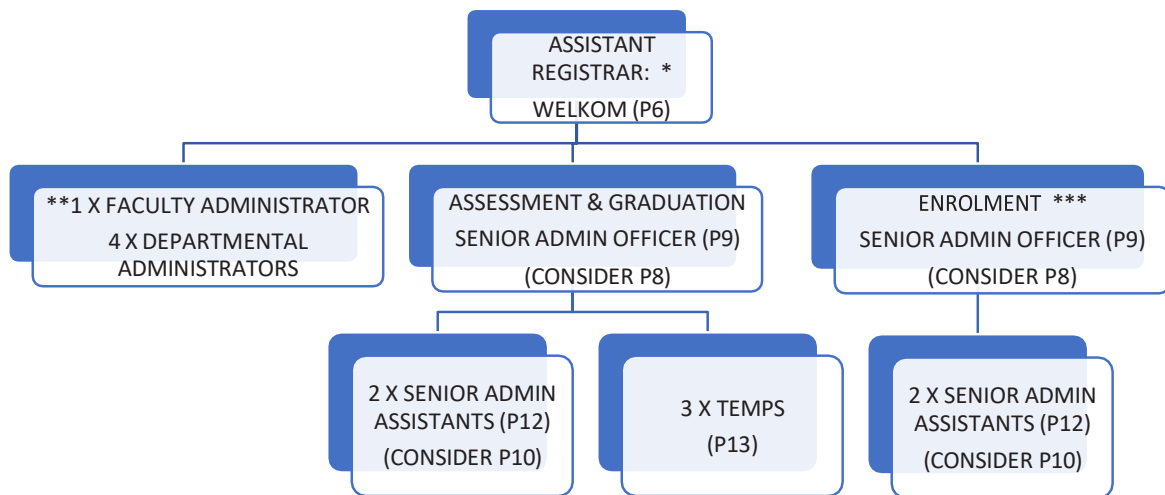 ASSISTANT
REGISTRAR: *
WELKOM (P6)
**1 X FACULTY ADMINISTRATOR
4 X DEPARTMENTAL
ADMINISTRATORS
ASSESSMENT & GRADUATION
SENIOR ADMIN OFFICER (P9)
(CONSIDER P8)
ENROLMENT ***
SENIOR ADMIN OFFICER (P9)
(CONSIDER P8)
2 X SENIOR ADMIN
ASSISTANTS (P12)
(CONSIDER P10)
3 X TEMPS
(P13)
2 X SENIOR ADMIN
ASSISTANTS (P12)
(CONSIDER P10)